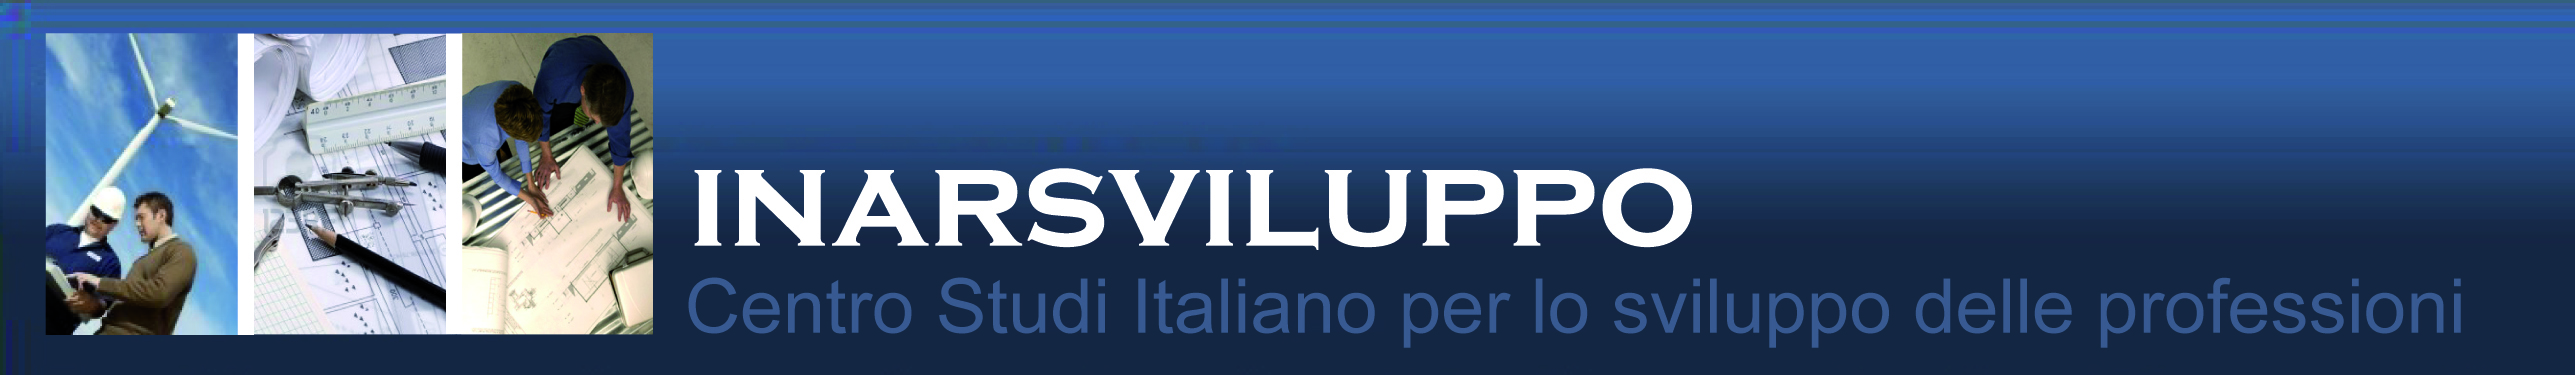 INARSVILUPPO
Centro Studi Italiano per lo sviluppo delle professioni